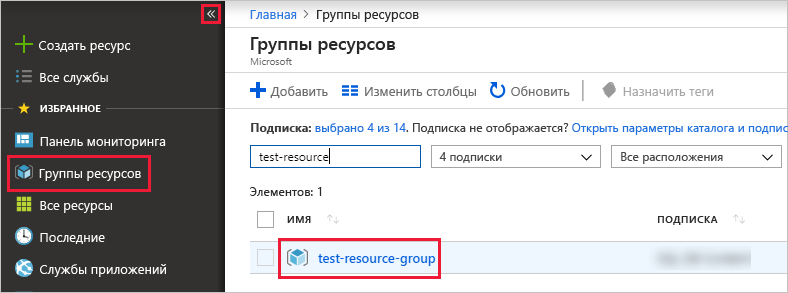 «
Создать ресурс
Все службы
ИЗБРАННОЕ
Панель мониторинга
Группы ресурсов
Все ресурсы
Последние
Службы приложений
Главная > Группы ресурсов
Группы ресурсов
Microsoft
Добавить Изменить столбцы Обновить Назначить теги
Подписка: выбрано 4 из 14. Подписка не отображается? Открыть параметры каталога и подпис
test-resource 4 подписки Все расположения
Элементов: 1
ИМЯ ПОДПИСКА
test-resource-group